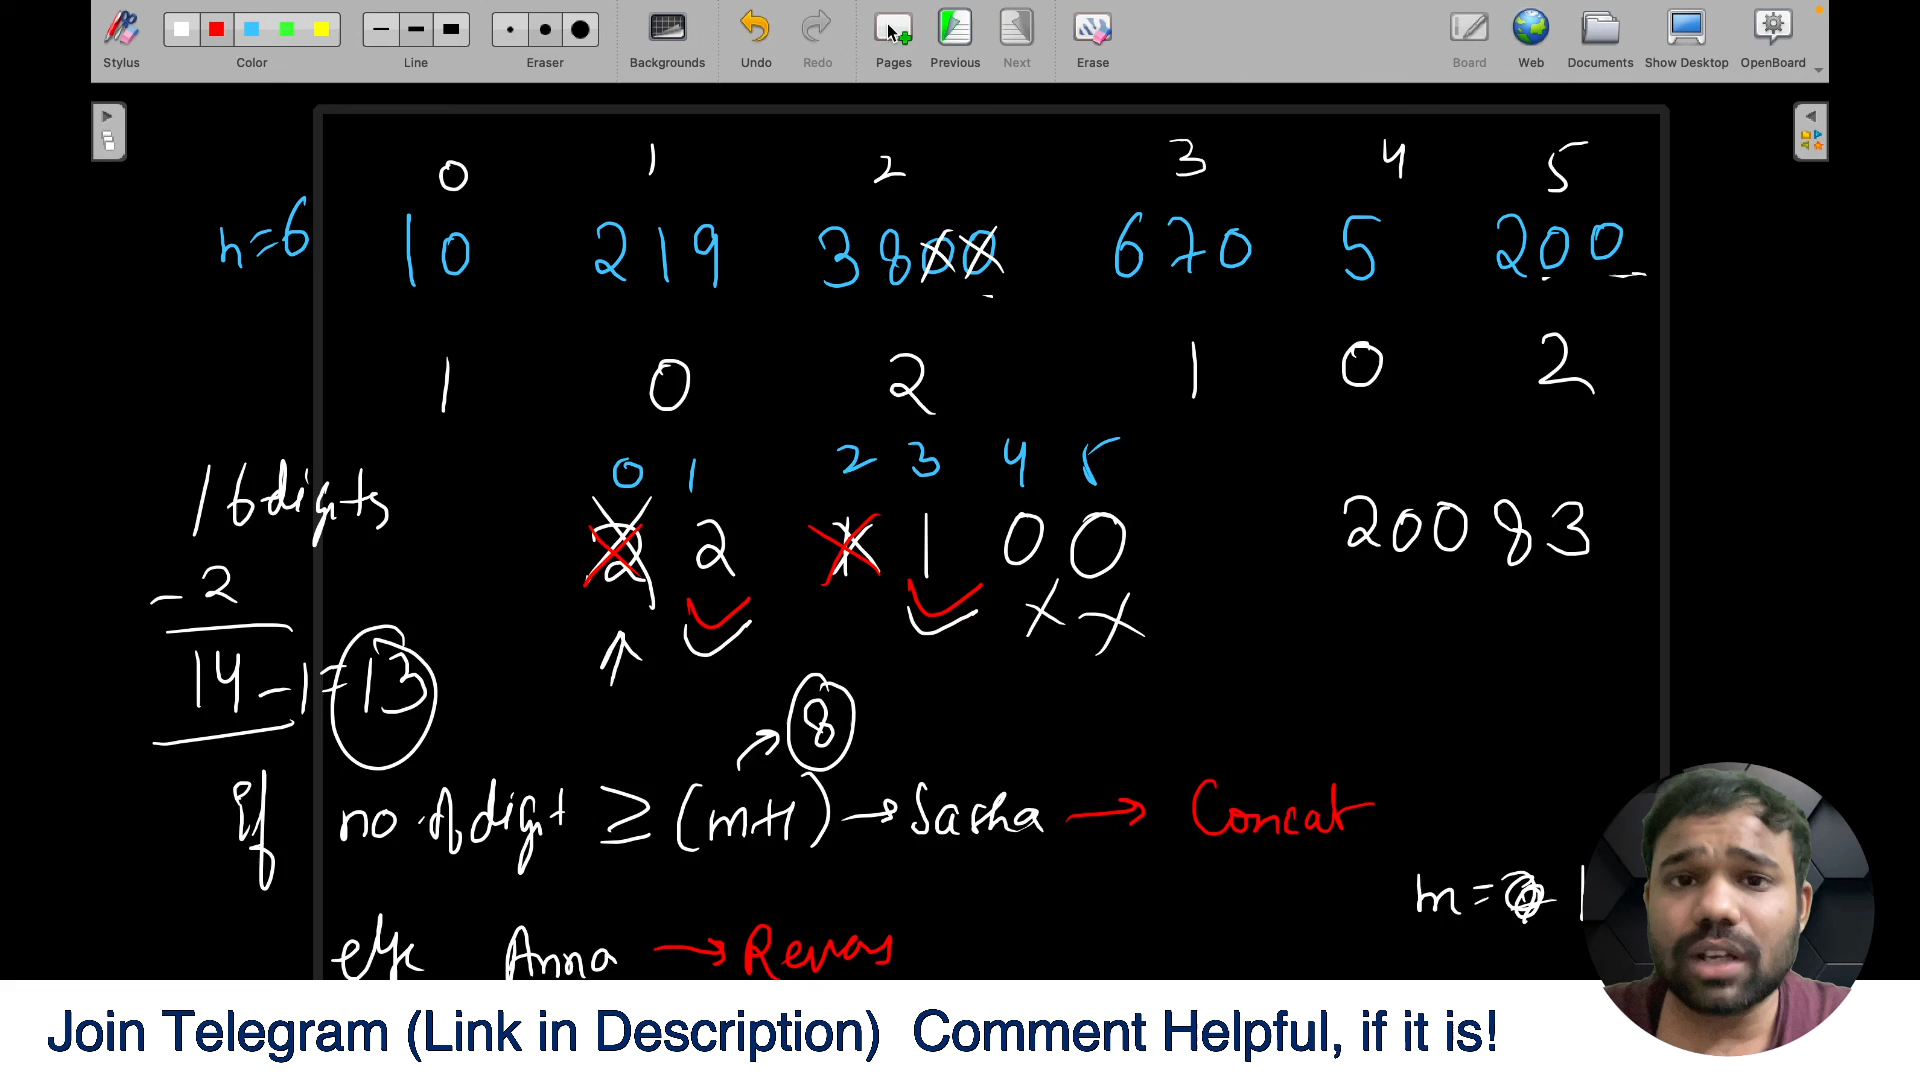 Stylus Color Line Eraser Backgrounds Undo Redo Pages Previous Next Erase Board Web Documents Show Desktop OpenBoard
0 1 2 3 4 5
n=6 10 219 3800 670 5 200
1 0 2 1 0 2
0 1 2 3 4 5
16 digits 2 2 1 1 0 0 20083
- 2
14 - 1 = 13
8
if no. of digit ≥ (m+1) → Sasha → Concat
m = 1
else Anna → Revers
Join Telegram (Link in Description) Comment Helpful, if it is!